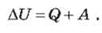 ΔU = Q + A .